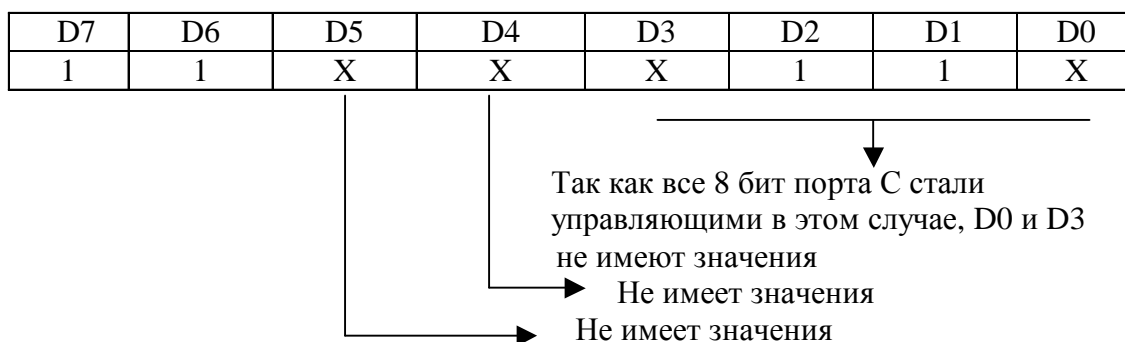 D7 D6 D5 D4 D3 D2 D1 D0
1 1 X X X 1 1 X
Так как все 8 бит порта С стали
управляющими в этом случае, D0 и D3
не имеют значения
Не имеет значения
Не имеет значения